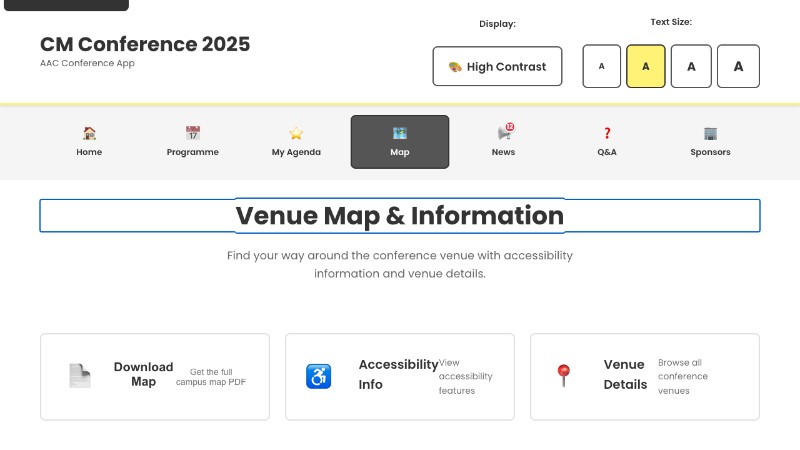 CM Conference 2025
AAC Conference App
Display:
High Contrast
Text Size:
A A A A
Home
Programme
My Agenda
Map
12
News
Q&A
Sponsors
Venue Map & Information
Find your way around the conference venue with accessibility
information and venue details.
Download
Map
Get the full
campus map PDF
Accessibility
Info
View
accessibility
features
Venue
Details
Browse all
conference
venues